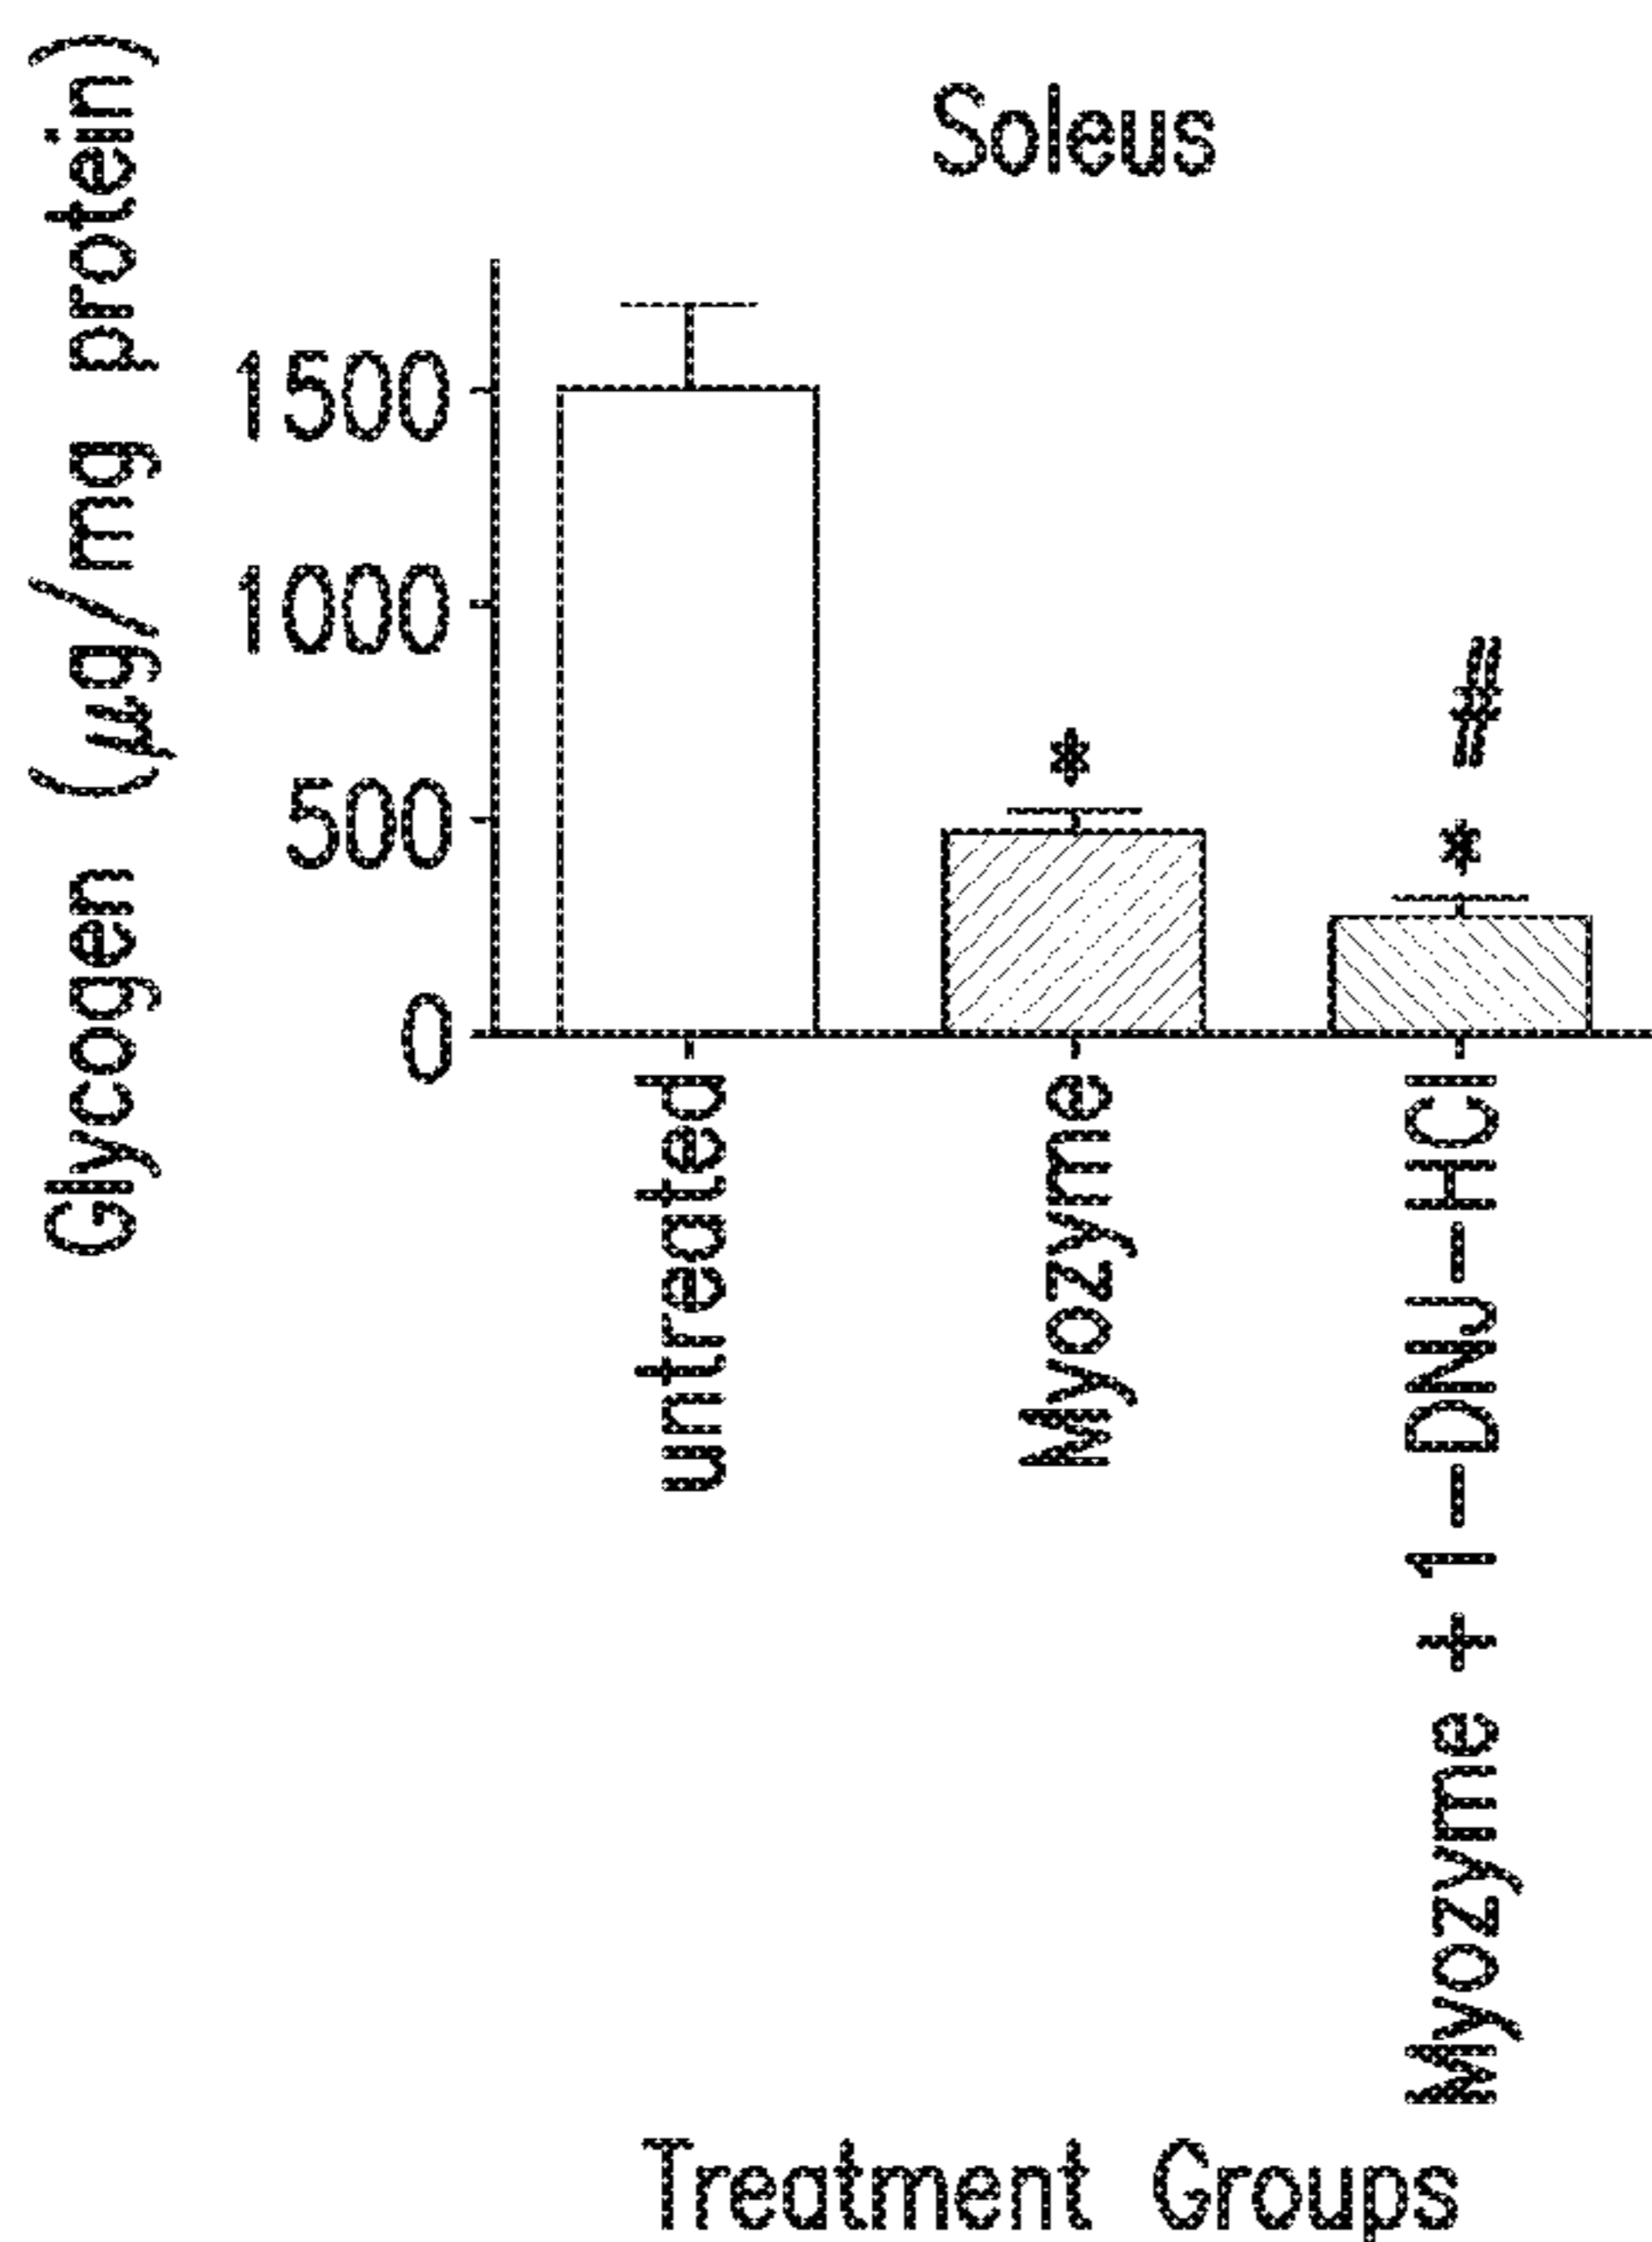 Soleus
Glycogen (μg/mg protein)
1500
1000
500
0
*
*
#
untreated
Myozyme
Myozyme + 1-DNJ-HCl
Treatment Groups